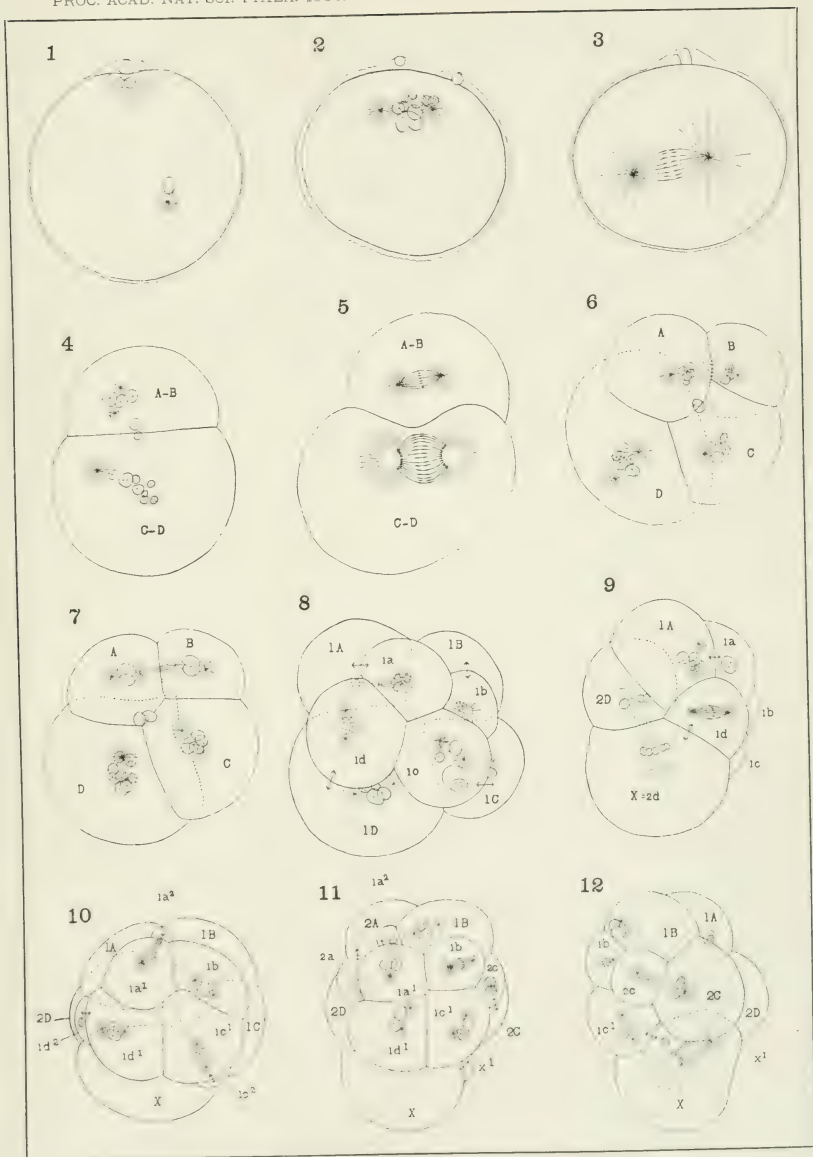 PROC. ACAD. NAT. SCI. PHILA.
1
2
3
4
A-B
C-D
5
A-B
C-D
6
A
B
D
C
7
A
B
D
C
8
1A
1a
1B
1b
1d
1c
1C
1D
9
1A
1a
2D
1b
1d
1c
X=2d
10
1a²
1A
1B
1a¹
1b
2D
1c¹
1C
1d²
1d¹
1c²
X
11
1a²
2A
1B
2a
1b
2c
1a¹
2D
1c¹
2C
1d¹
x¹
X
12
1A
1b
1B
2c
2C
2D
1c¹
x¹
X